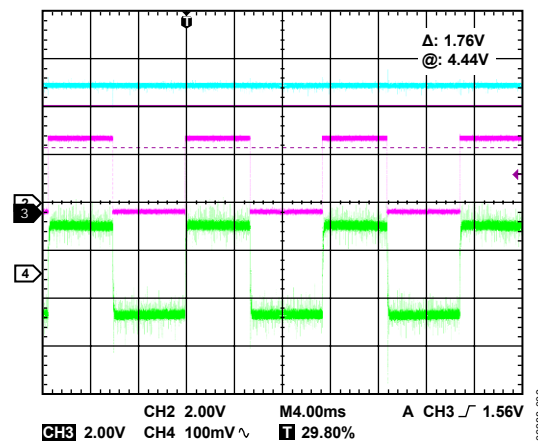 T
Δ: 1.76V
@: 4.44V
2
3
4
CH2 2.00V M4.00ms A CH3 1.56V
CH3 2.00V CH4 100mV T 29.80%